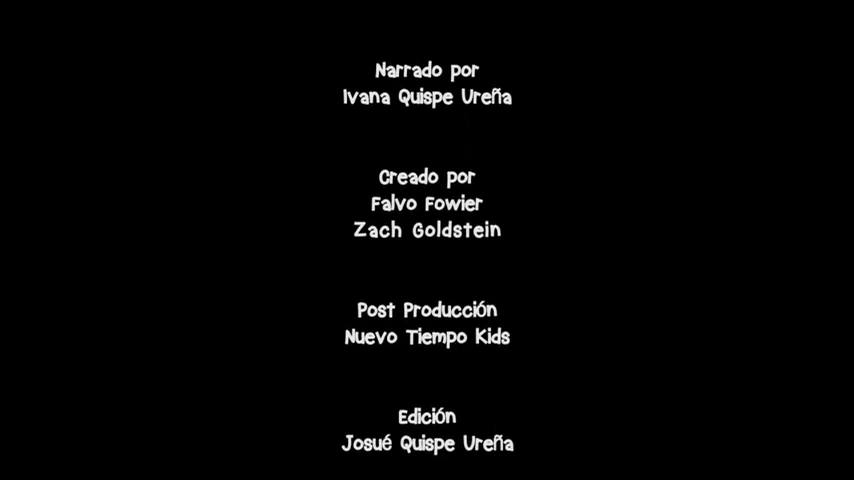 Narrado por
Ivana Quispe Ureña
Creado por
Falvo Fowier
Zach Goldstein
Post Producción
Nuevo Tiempo Kids
Edición
Josué Quispe Ureña